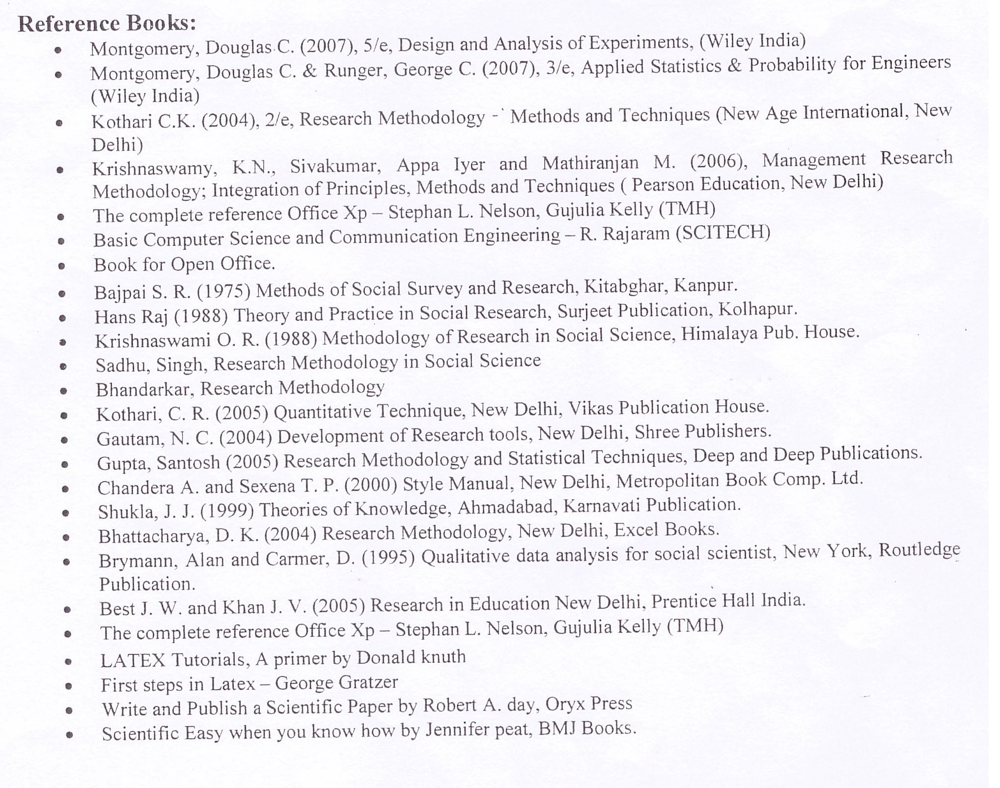 Reference Books:
• Montgomery, Douglas C. (2007), 5/e, Design and Analysis of Experiments, (Wiley India)
• Montgomery, Douglas C. & Runger, George C. (2007), 3/e, Applied Statistics & Probability for Engineers
(Wiley India)
• Kothari C.K. (2004), 2/e, Research Methodology - Methods and Techniques (New Age International, New
Delhi)
• Krishnaswamy, K.N., Sivakumar, Appa Iyer and Mathiranjan M. (2006), Management Research
Methodology; Integration of Principles, Methods and Techniques ( Pearson Education, New Delhi)
• The complete reference Office Xp – Stephan L. Nelson, Gujulia Kelly (TMH)
• Basic Computer Science and Communication Engineering – R. Rajaram (SCITECH)
• Book for Open Office.
• Bajpai S. R. (1975) Methods of Social Survey and Research, Kitabghar, Kanpur.
• Hans Raj (1988) Theory and Practice in Social Research, Surjeet Publication, Kolhapur.
• Krishnaswami O. R. (1988) Methodology of Research in Social Science, Himalaya Pub. House.
• Sadhu, Singh, Research Methodology in Social Science
• Bhandarkar, Research Methodology
• Kothari, C. R. (2005) Quantitative Technique, New Delhi, Vikas Publication House.
• Gautam, N. C. (2004) Development of Research tools, New Delhi, Shree Publishers.
• Gupta, Santosh (2005) Research Methodology and Statistical Techniques, Deep and Deep Publications.
• Chandera A. and Sexena T. P. (2000) Style Manual, New Delhi, Metropolitan Book Comp. Ltd.
• Shukla, J. J. (1999) Theories of Knowledge, Ahmadabad, Karnavati Publication.
• Bhattacharya, D. K. (2004) Research Methodology, New Delhi, Excel Books.
• Brymann, Alan and Carmer, D. (1995) Qualitative data analysis for social scientist, New York, Routledge
Publication.
• Best J. W. and Khan J. V. (2005) Research in Education New Delhi, Prentice Hall India.
• The complete reference Office Xp – Stephan L. Nelson, Gujulia Kelly (TMH)
• LATEX Tutorials, A primer by Donald knuth
• First steps in Latex – George Gratzer
• Write and Publish a Scientific Paper by Robert A. day, Oryx Press
• Scientific Easy when you know how by Jennifer peat, BMJ Books.